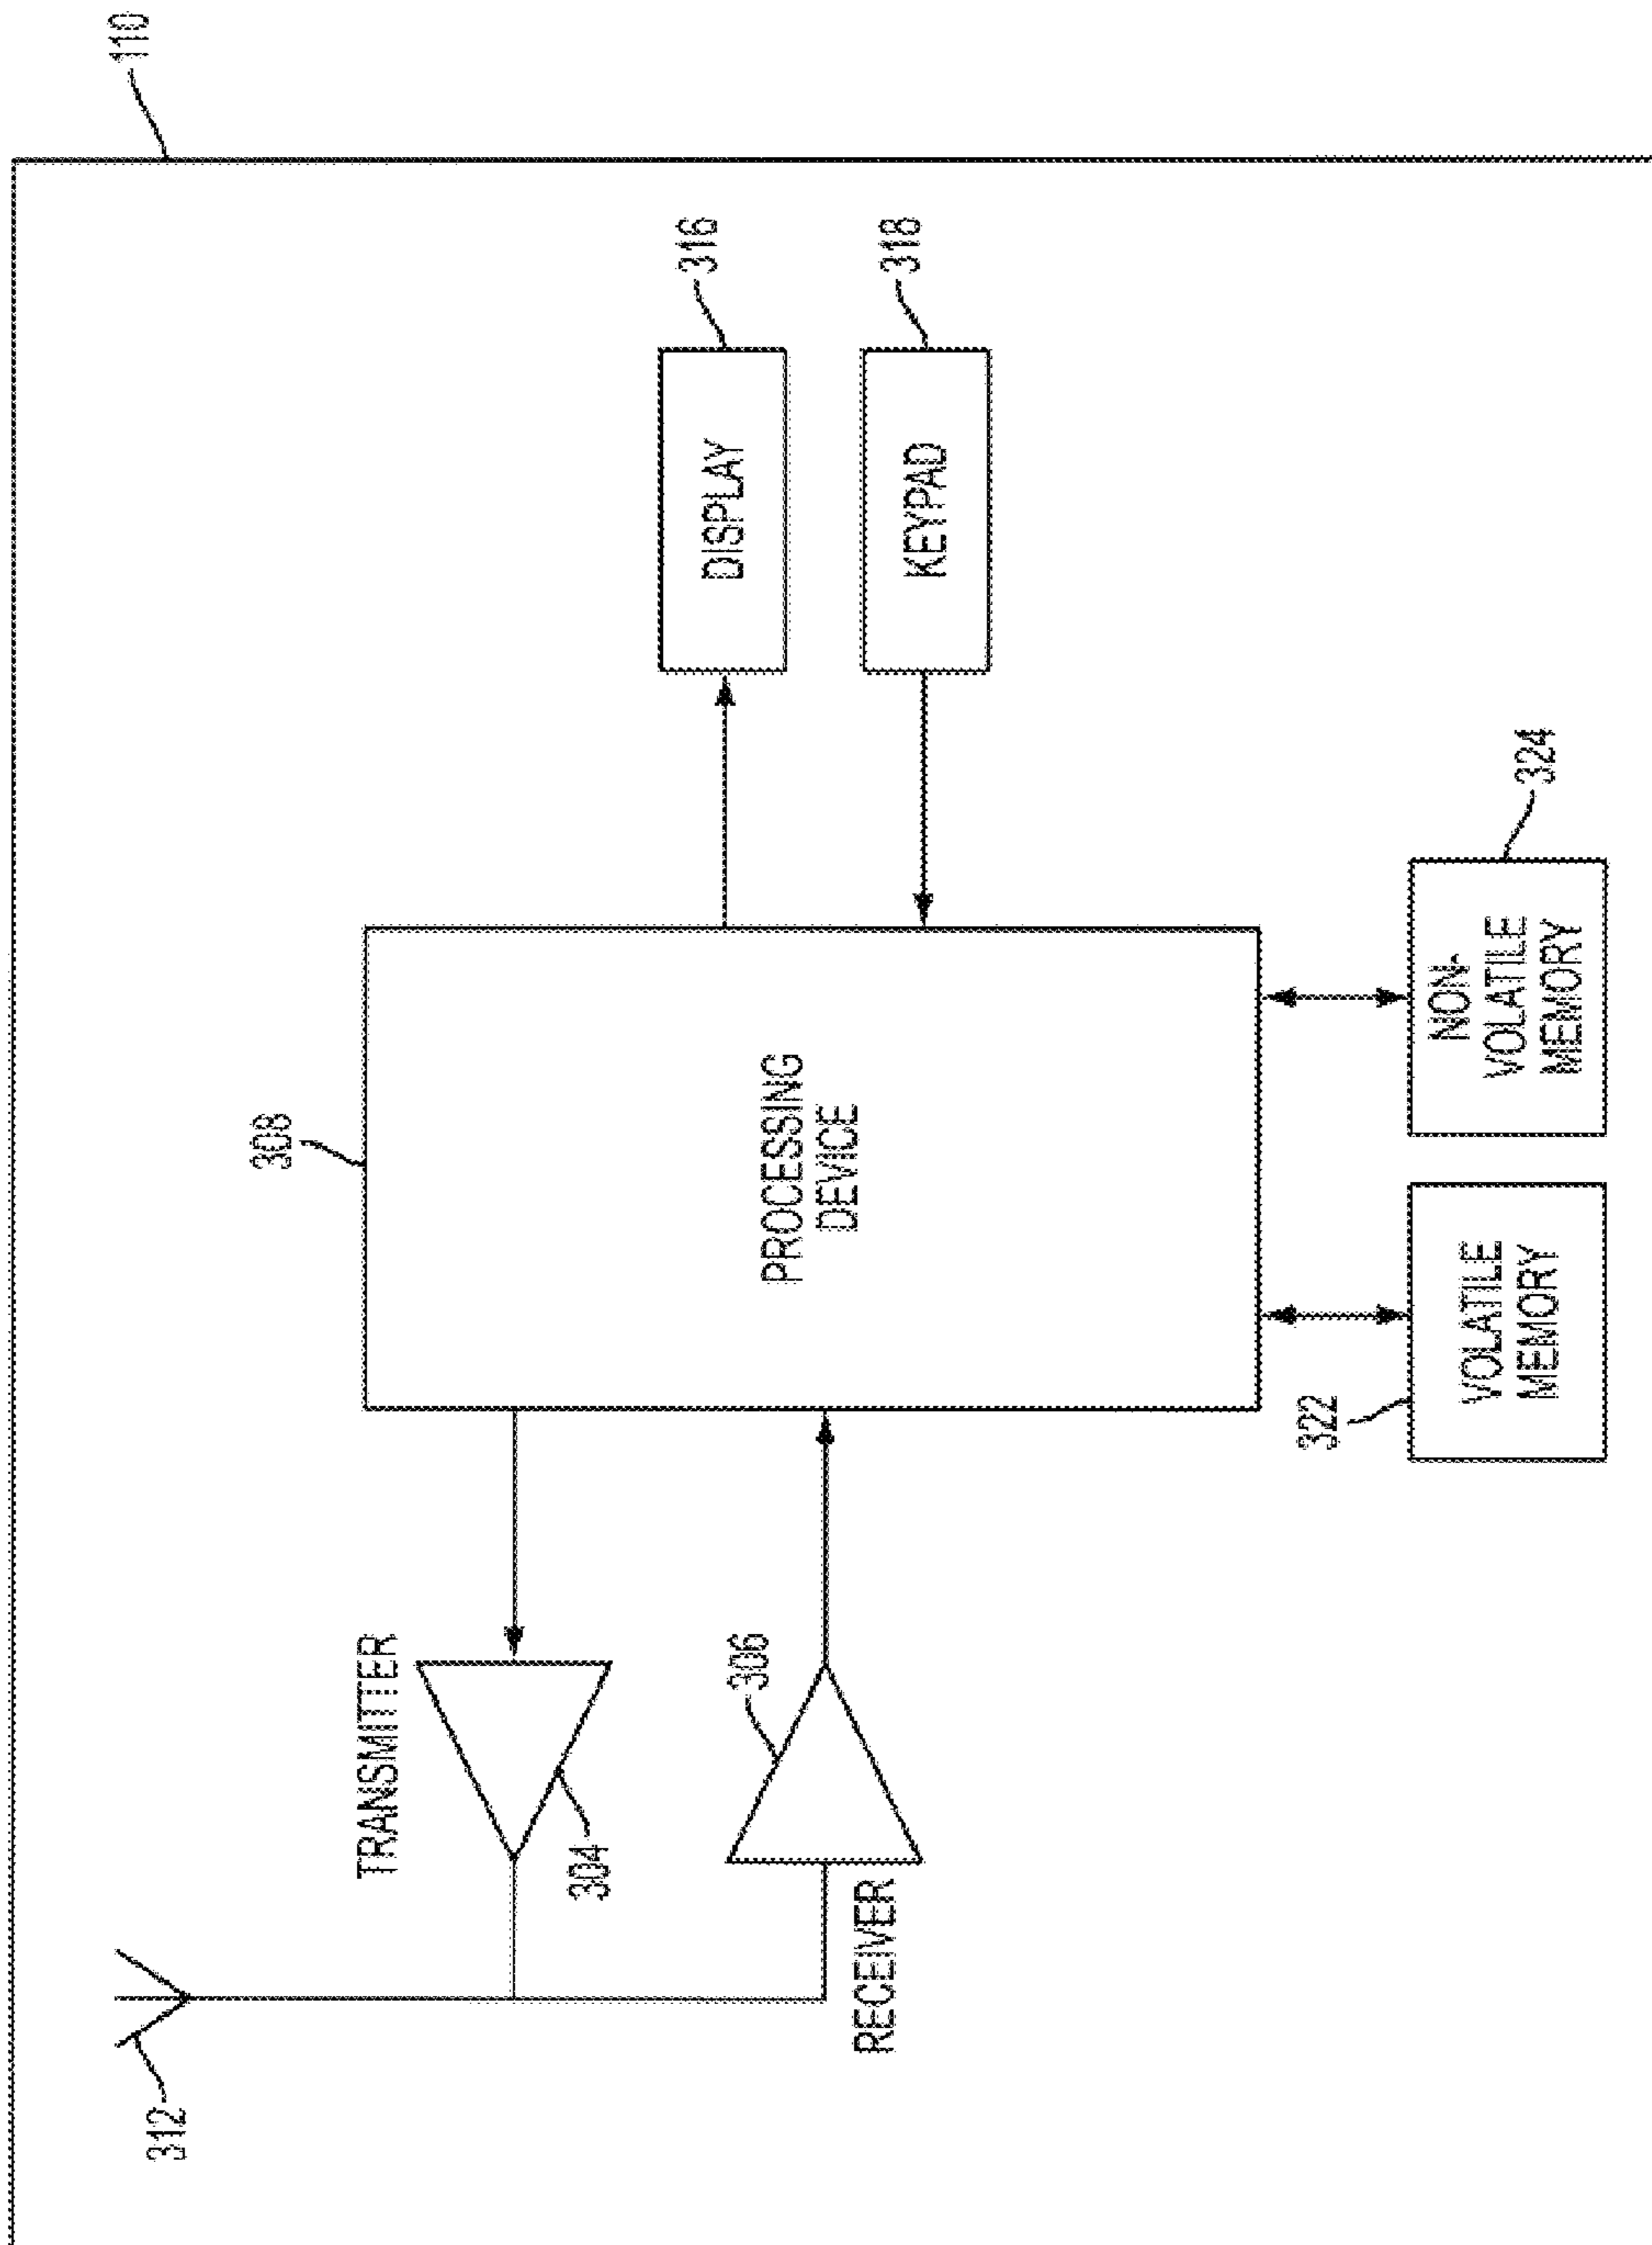 110
312
TRANSMITTER
304
306
RECEIVER
308
PROCESSING
DEVICE
DISPLAY
316
KEYPAD
318
322
VOLATILE
MEMORY
NON-
VOLATILE
MEMORY
324